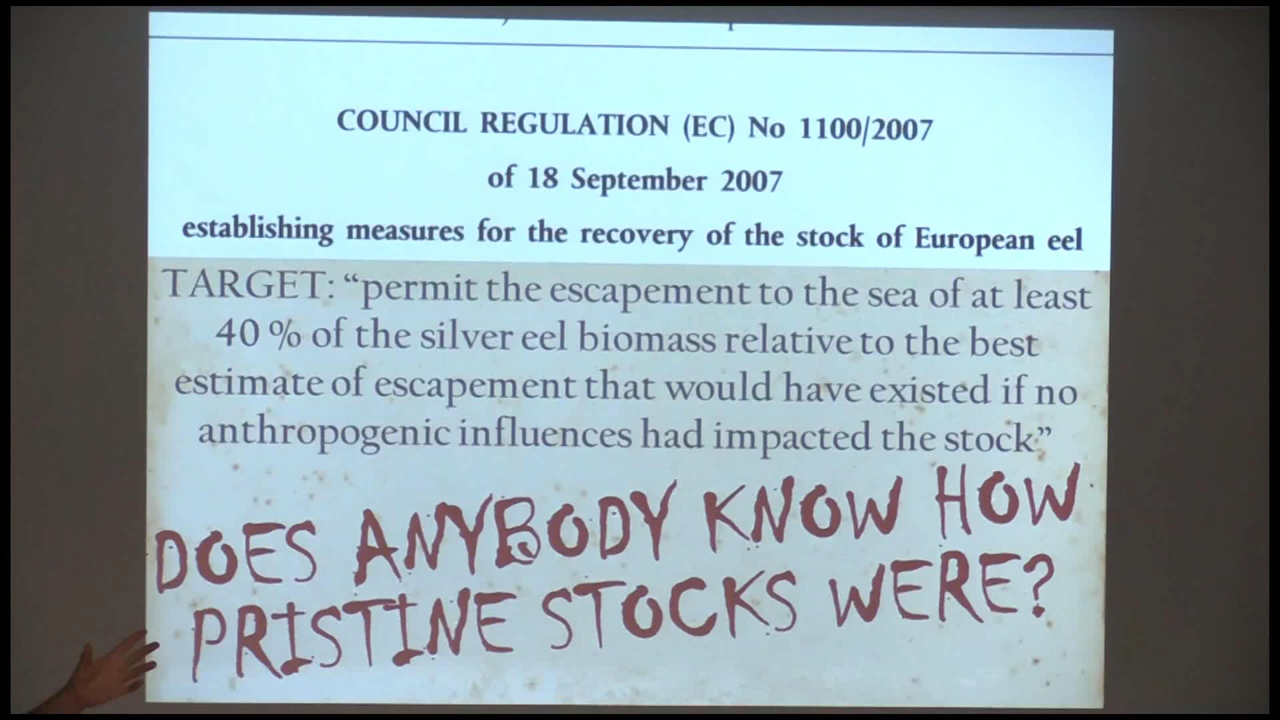 COUNCIL REGULATION (EC) No 1100/2007
of 18 September 2007
establishing measures for the recovery of the stock of European eel
TARGET: “permit the escapement to the sea of at least
40 % of the silver eel biomass relative to the best
estimate of escapement that would have existed if no
anthropogenic influences had impacted the stock”
DOES ANYBODY KNOW HOW
PRISTINE STOCKS WERE?